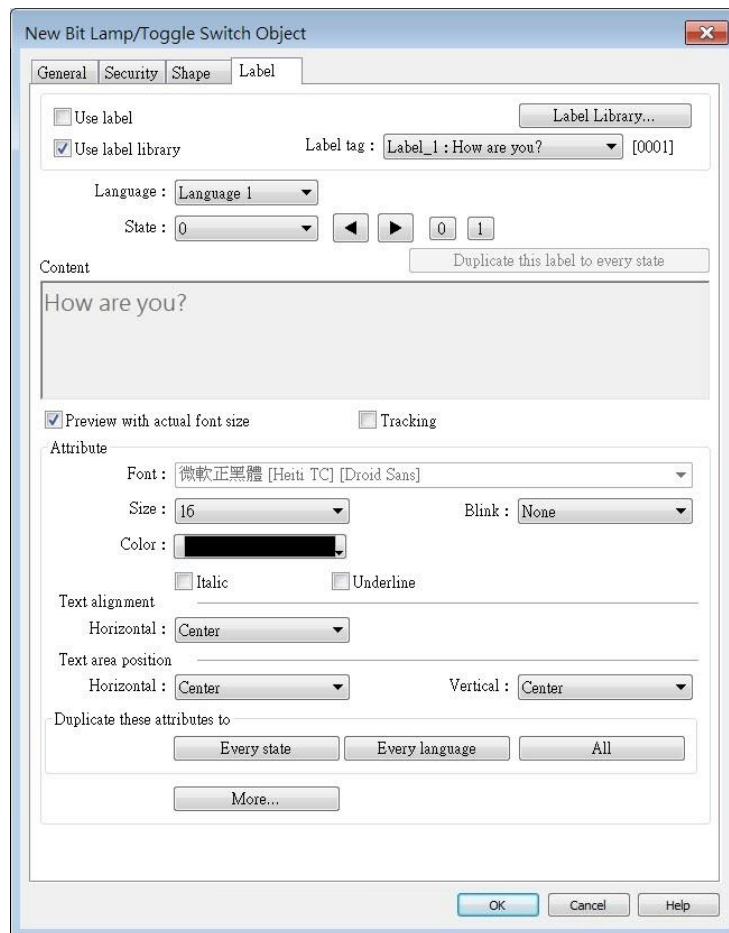 New Bit Lamp/Toggle Switch Object
General Security Shape Label
Use label Label Library...
Use label library Label tag : Label_1 : How are you? [0001]
Language : Language 1
State : 0 0 1
Duplicate this label to every state
Content
How are you?
Preview with actual font size Tracking
Attribute
Font : 微軟正黑體 [Heiti TC] [Droid Sans]
Size : 16 Blink : None
Color :
Italic Underline
Text alignment
Horizontal : Center
Text area position
Horizontal : Center Vertical : Center
Duplicate these attributes to
Every state Every language All
More...
OK Cancel Help